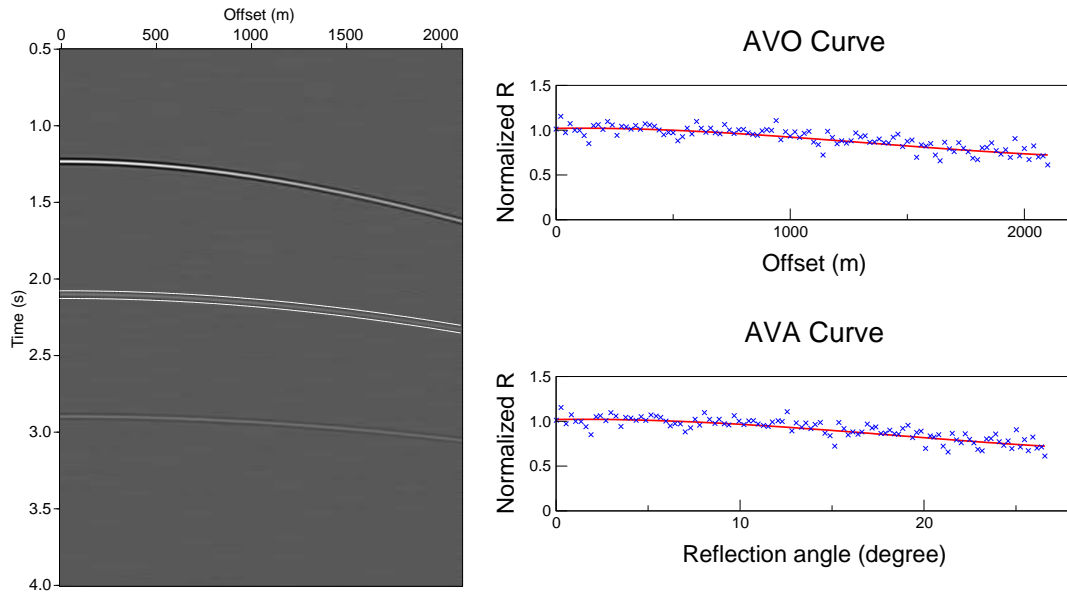 Offset (m)
0 500 1000 1500 2000
Time (s)
0.5
1.0
1.5
2.0
2.5
3.0
3.5
4.0
AVO Curve
Normalized R
1.5
1.0
0.5
0
0 1000 2000
Offset (m)
AVA Curve
Normalized R
1.5
1.0
0.5
0
0 10 20
Reflection angle (degree)